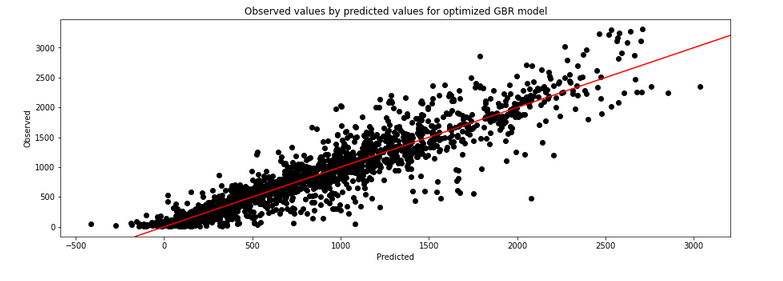 Observed values by predicted values for optimized GBR model
3000
2500
2000
1500
1000
500
0
Observed
−500 0 500 1000 1500 2000 2500 3000
Predicted